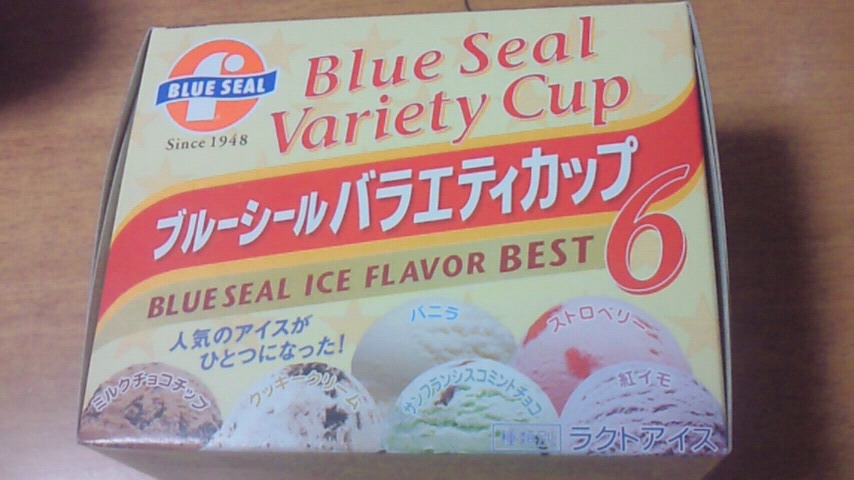 BLUE SEAL
Since 1948
Blue Seal
Variety Cup
ブルーシールバラエティカップ
BLUE SEAL ICE FLAVOR BEST 6
人気のアイスが
ひとつになった!
バニラ
ストロベリー
ミルクチョコチップ
クッキークリーム
サンフランシスコミントチョコ
紅イモ
種類別 ラクトアイス